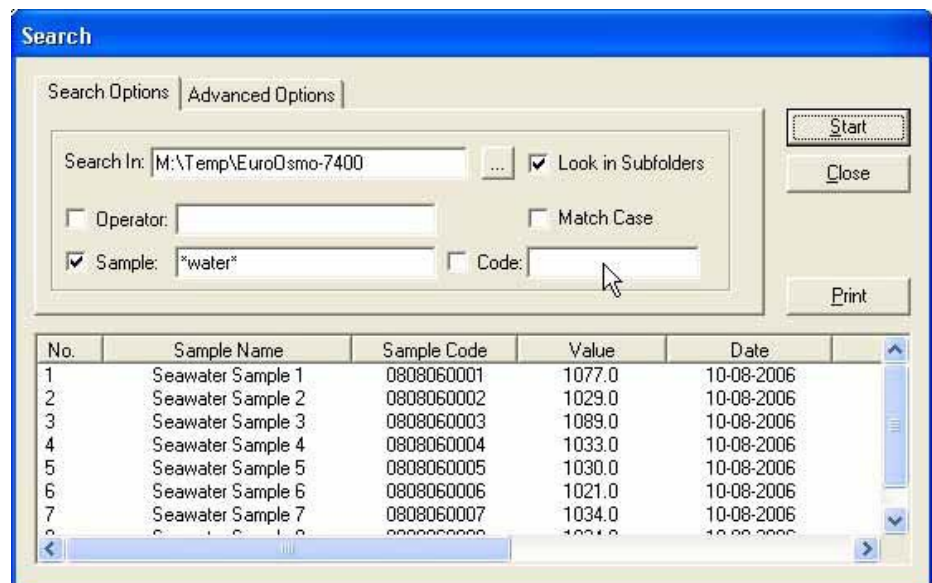 Search
Search Options Advanced Options
Search In: M:\Temp\EuroOsmo-7400 ... Look in Subfolders
Operator: Match Case
Sample: *water* Code:
Start
Close
Print
No. Sample Name Sample Code Value Date
1 Seawater Sample 1 0808060001 1077.0 10-08-2006
2 Seawater Sample 2 0808060002 1029.0 10-08-2006
3 Seawater Sample 3 0808060003 1089.0 10-08-2006
4 Seawater Sample 4 0808060004 1033.0 10-08-2006
5 Seawater Sample 5 0808060005 1030.0 10-08-2006
6 Seawater Sample 6 0808060006 1021.0 10-08-2006
7 Seawater Sample 7 0808060007 1034.0 10-08-2006